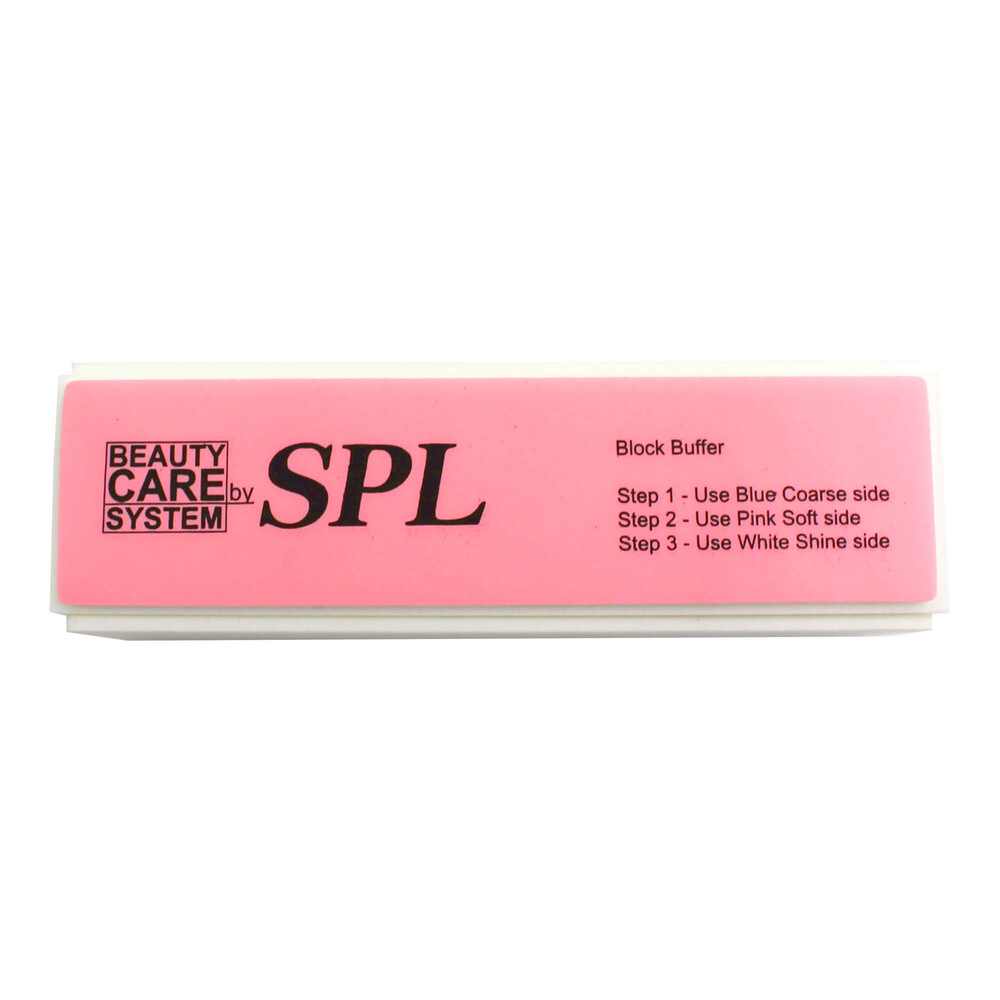 BEAUTY
CARE
SYSTEM
by
SPL
Block Buffer
Step 1 - Use Blue Coarse side
Step 2 - Use Pink Soft side
Step 3 - Use White Shine side